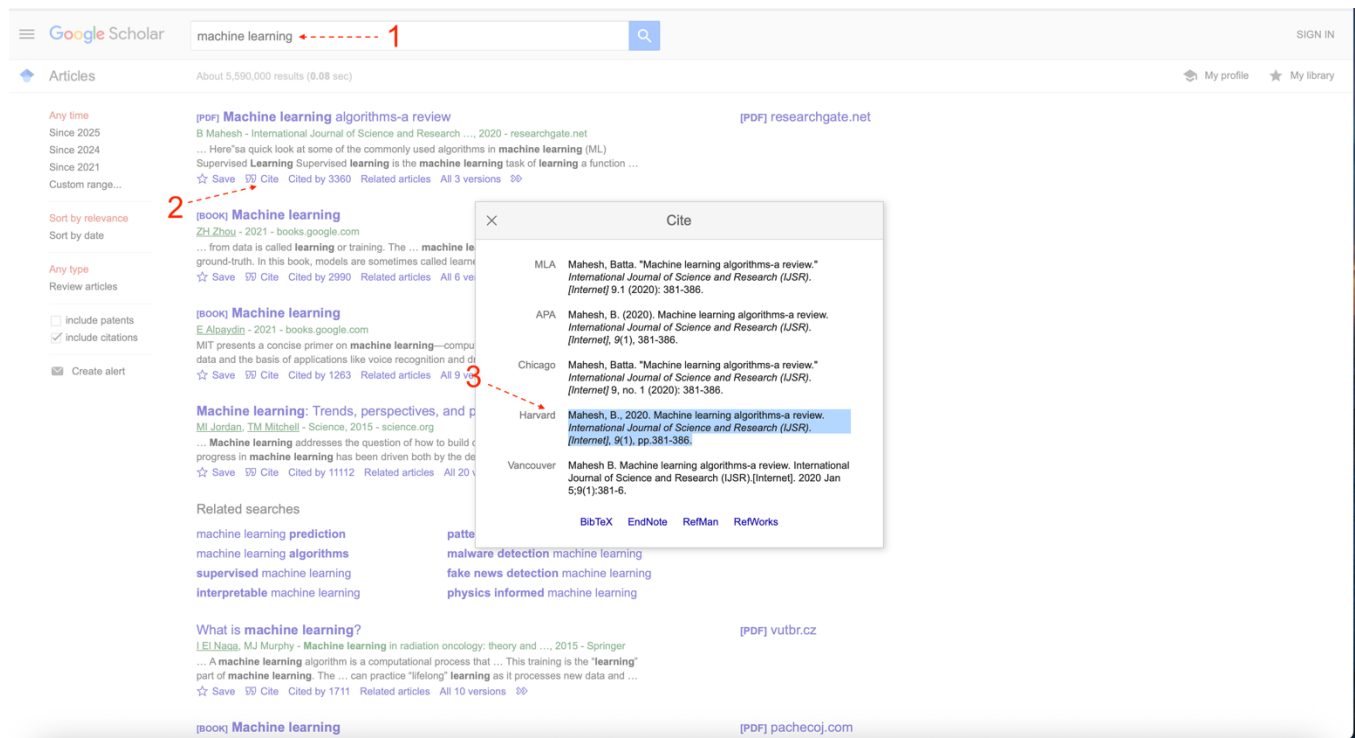 Google Scholar
machine learning
1
SIGN IN
Articles
About 5,590,000 results (0.08 sec)
My profile
My library
Any time
Since 2025
Since 2024
Since 2021
Custom range...
Sort by relevance
Sort by date
Any type
Review articles
include patents
include citations
Create alert
[PDF] Machine learning algorithms-a review
B Mahesh - International Journal of Science and Research …, 2020 - researchgate.net
… Here"sa quick look at some of the commonly used algorithms in machine learning (ML)
Supervised Learning Supervised learning is the machine learning task of learning a function …
Save Cite Cited by 3360 Related articles All 3 versions
[PDF] researchgate.net
2
[BOOK] Machine learning
ZH Zhou - 2021 - books.google.com
… from data is called learning or training. The … machine le
ground-truth. In this book, models are sometimes called learne
Save Cite Cited by 2990 Related articles All 6 ve
[BOOK] Machine learning
E Alpaydin - 2021 - books.google.com
MIT presents a concise primer on machine learning—compu
data and the basis of applications like voice recognition and d
Save Cite Cited by 1263 Related articles All 9 ve
3
Machine learning: Trends, perspectives, and p
MI Jordan, TM Mitchell - Science, 2015 - science.org
… Machine learning addresses the question of how to build c
progress in machine learning has been driven both by the de
Save Cite Cited by 11112 Related articles All 20 v
Cite
MLA
Mahesh, Batta. "Machine learning algorithms-a review."
International Journal of Science and Research (IJSR).
[Internet] 9.1 (2020): 381-386.
APA
Mahesh, B. (2020). Machine learning algorithms-a review.
International Journal of Science and Research (IJSR).
[Internet], 9(1), 381-386.
Chicago
Mahesh, Batta. "Machine learning algorithms-a review."
International Journal of Science and Research (IJSR).
[Internet] 9, no. 1 (2020): 381-386.
Harvard
Mahesh, B., 2020. Machine learning algorithms-a review.
International Journal of Science and Research (IJSR).
[Internet], 9(1), pp.381-386.
Vancouver
Mahesh B. Machine learning algorithms-a review. International
Journal of Science and Research (IJSR).[Internet]. 2020 Jan
5;9(1):381-6.
BibTeX EndNote RefMan RefWorks
Related searches
machine learning prediction
machine learning algorithms
supervised machine learning
interpretable machine learning
patte
malware detection machine learning
fake news detection machine learning
physics informed machine learning
What is machine learning?
I El Naqa, MJ Murphy - Machine learning in radiation oncology: theory and …, 2015 - Springer
… A machine learning algorithm is a computational process that … This training is the "learning"
part of machine learning. The … can practice "lifelong" learning as it processes new data and …
Save Cite Cited by 1711 Related articles All 10 versions
[PDF] vutbr.cz
[BOOK] Machine learning
[PDF] pachecoj.com